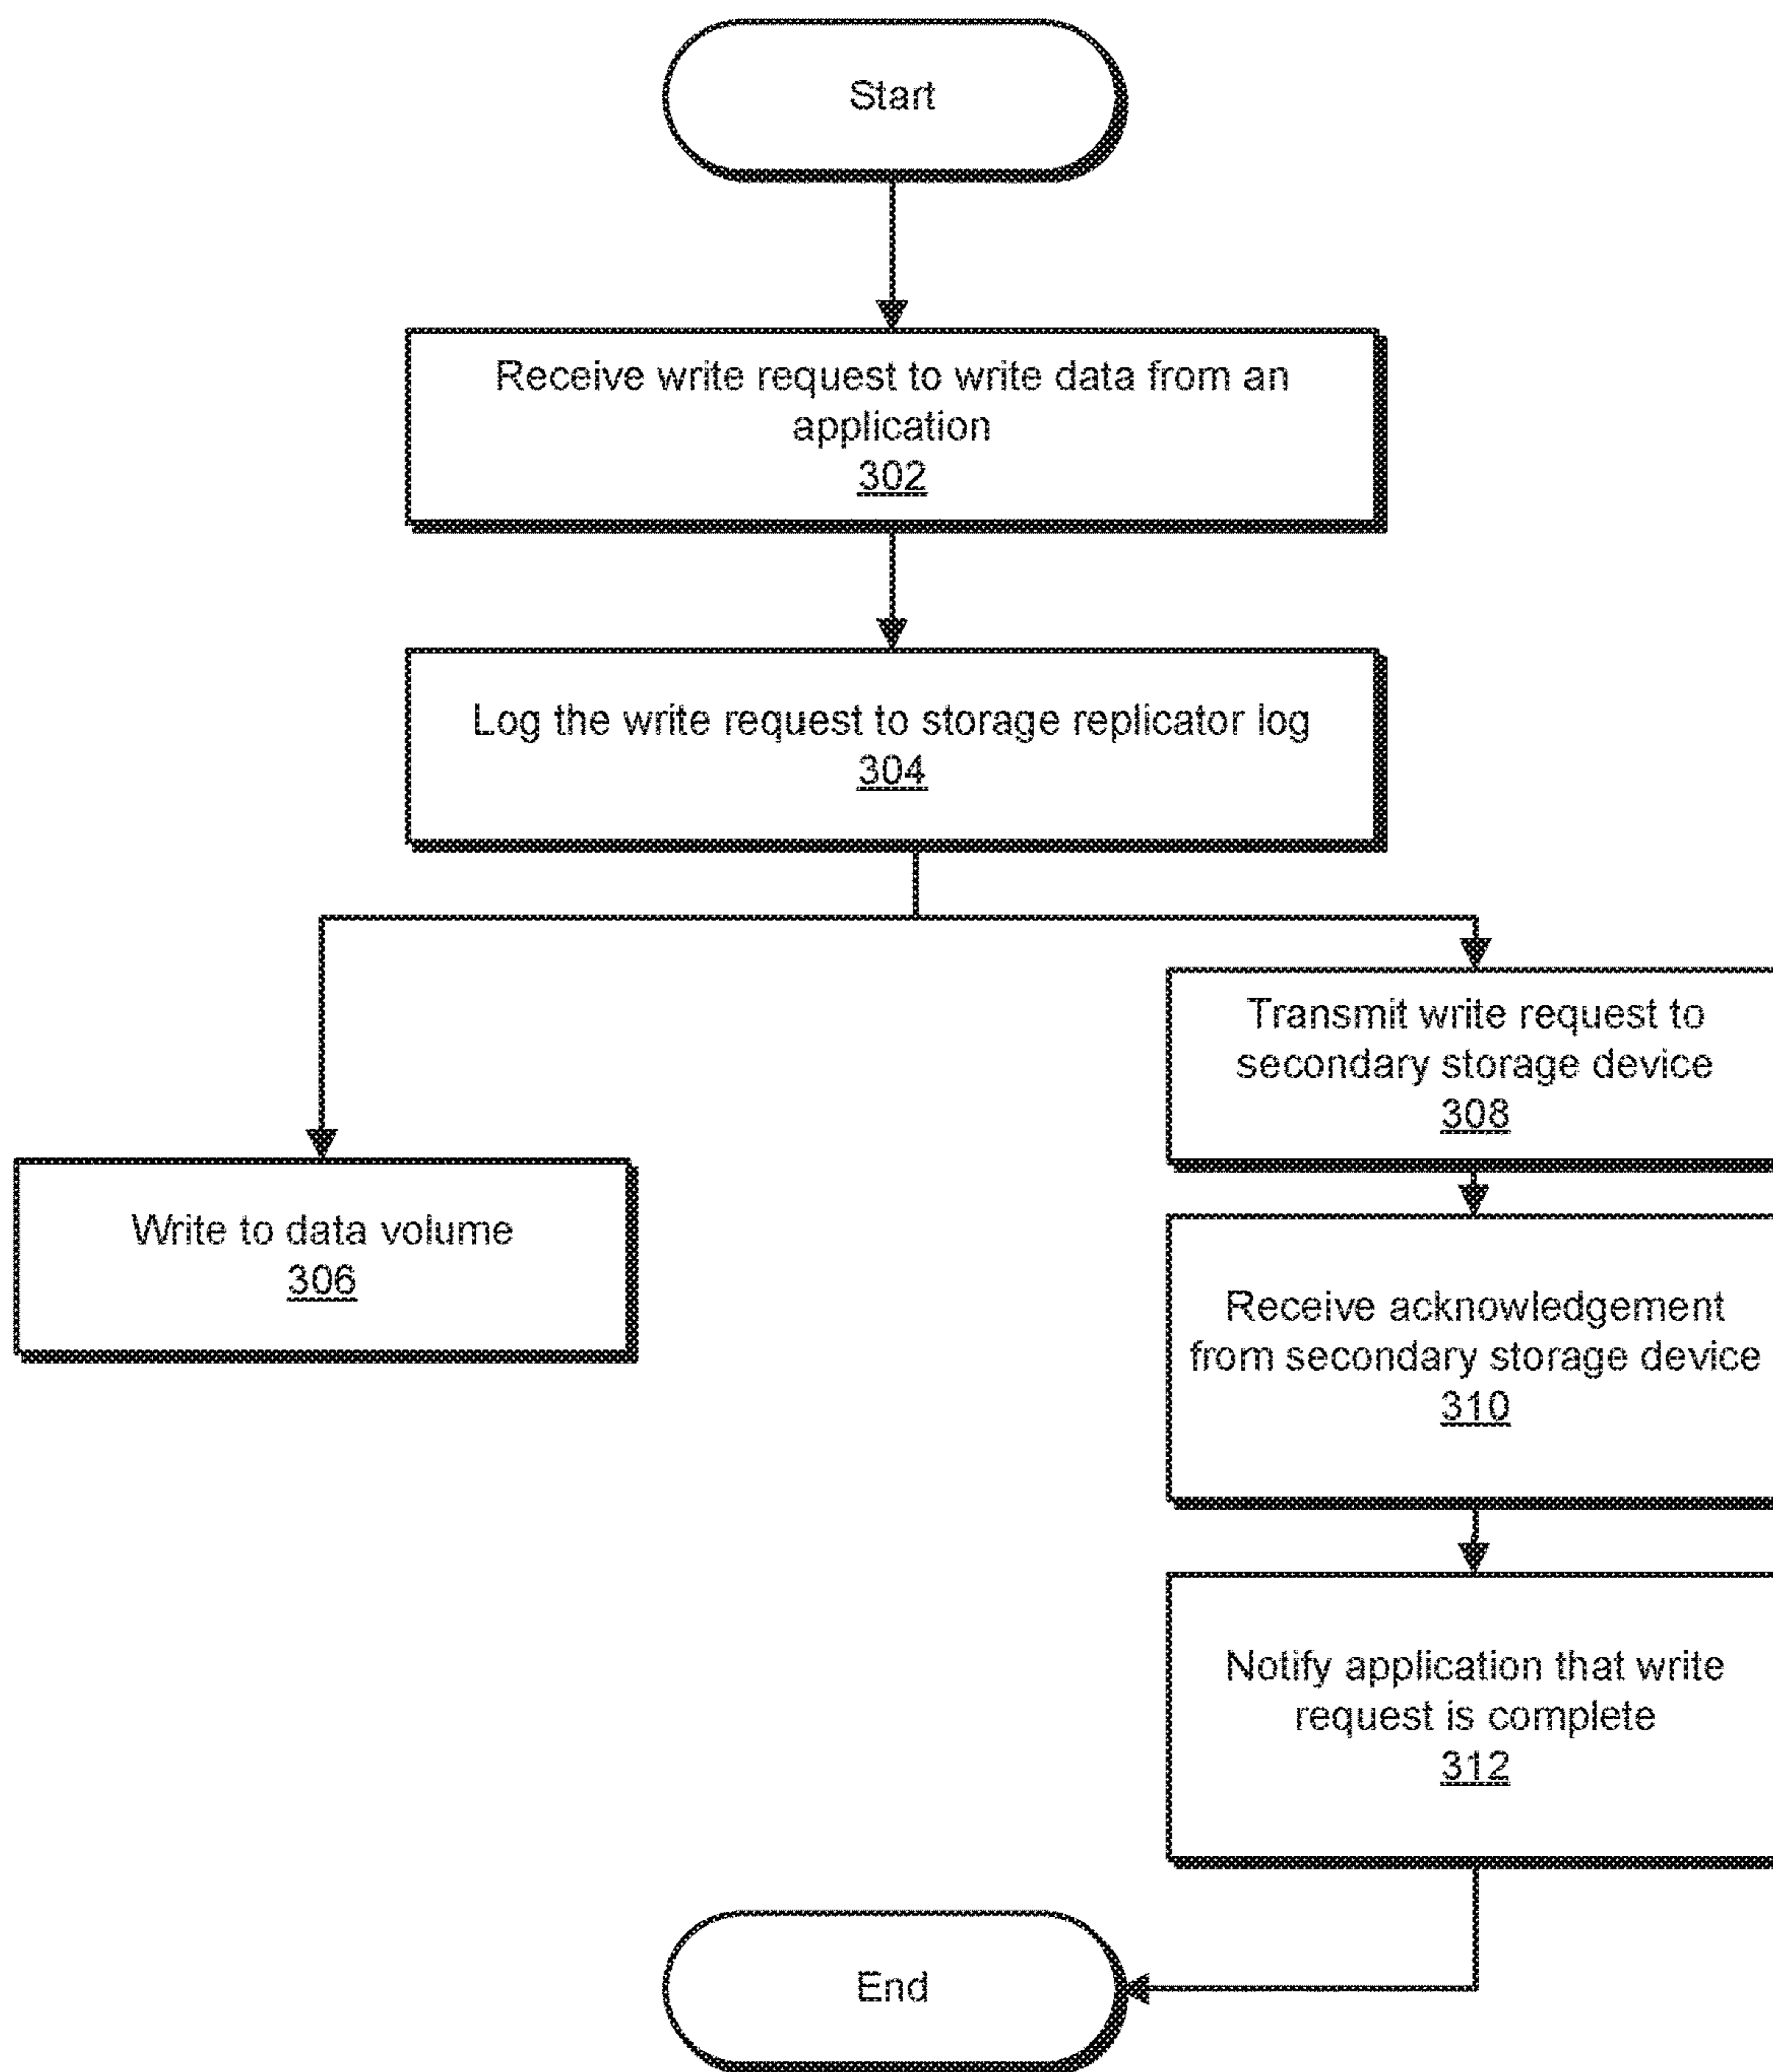 Start
Receive write request to write data from an
application
302
Log the write request to storage replicator log
304
Transmit write request to
secondary storage device
308
Write to data volume
306
Receive acknowledgement
from secondary storage device
310
Notify application that write
request is complete
312
End